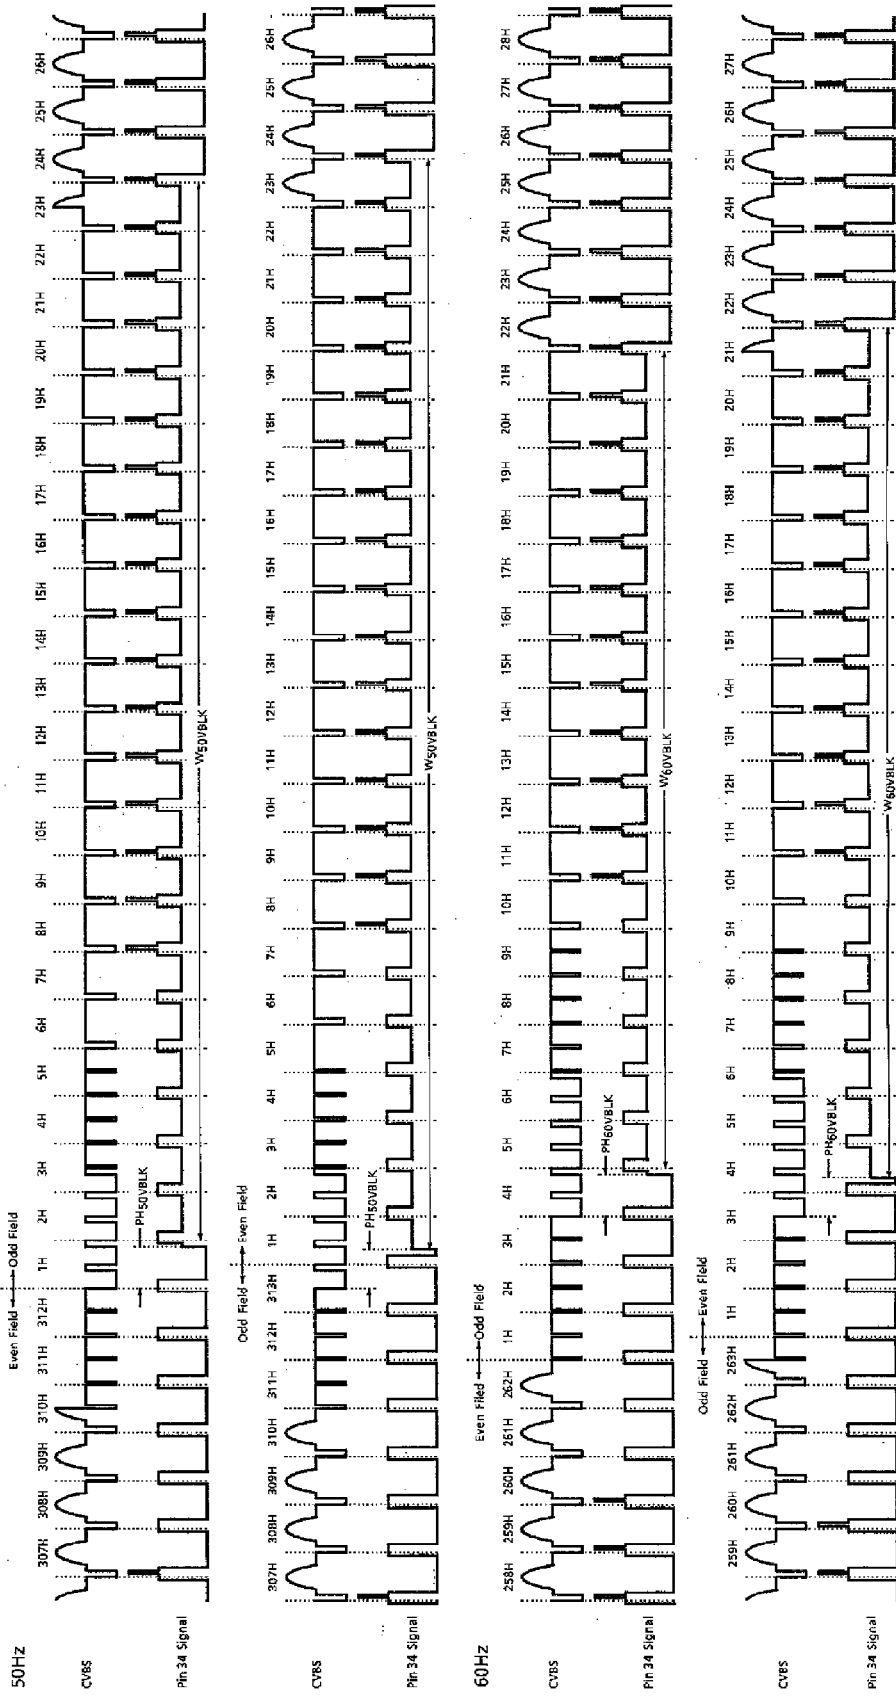 50Hz
Even Field Odd Field
307H 308H 309H 310H 311H 312H 1H 2H 3H 4H 5H 6H 7H 8H 9H 10H 11H 12H 13H 14H 15H 16H 17H 18H 19H 20H 21H 22H 23H 24H 25H 26H
CVBS
PH50VBLK
Pin 34 Signal
W50VBLK
Odd Field Even Field
307H 308H 309H 310H 311H 312H 313H 1H 2H 3H 4H 5H 6H 7H 8H 9H 10H 11H 12H 13H 14H 15H 16H 17H 18H 19H 20H 21H 22H 23H 24H 25H 26H
CVBS
PH50VBLK
Pin 34 Signal
W50VBLK
60Hz
Even Filed Odd Field
258H 259H 260H 261H 262H 1H 2H 3H 4H 5H 6H 7H 8H 9H 10H 11H 12H 13H 14H 15H 16H 17H 18H 19H 20H 21H 22H 23H 24H 25H 26H 27H 28H
CVBS
PH60VBLK
Pin 34 Signal
W60VBLK
Odd Field Even Field
259H 260H 261H 262H 263H 1H 2H 3H 4H 5H 6H 7H 8H 9H 10H 11H 12H 13H 14H 15H 16H 17H 18H 19H 20H 21H 22H 23H 24H 25H 26H 27H
CVBS
PH60VBLK
Pin 34 Signal
W60VBLK